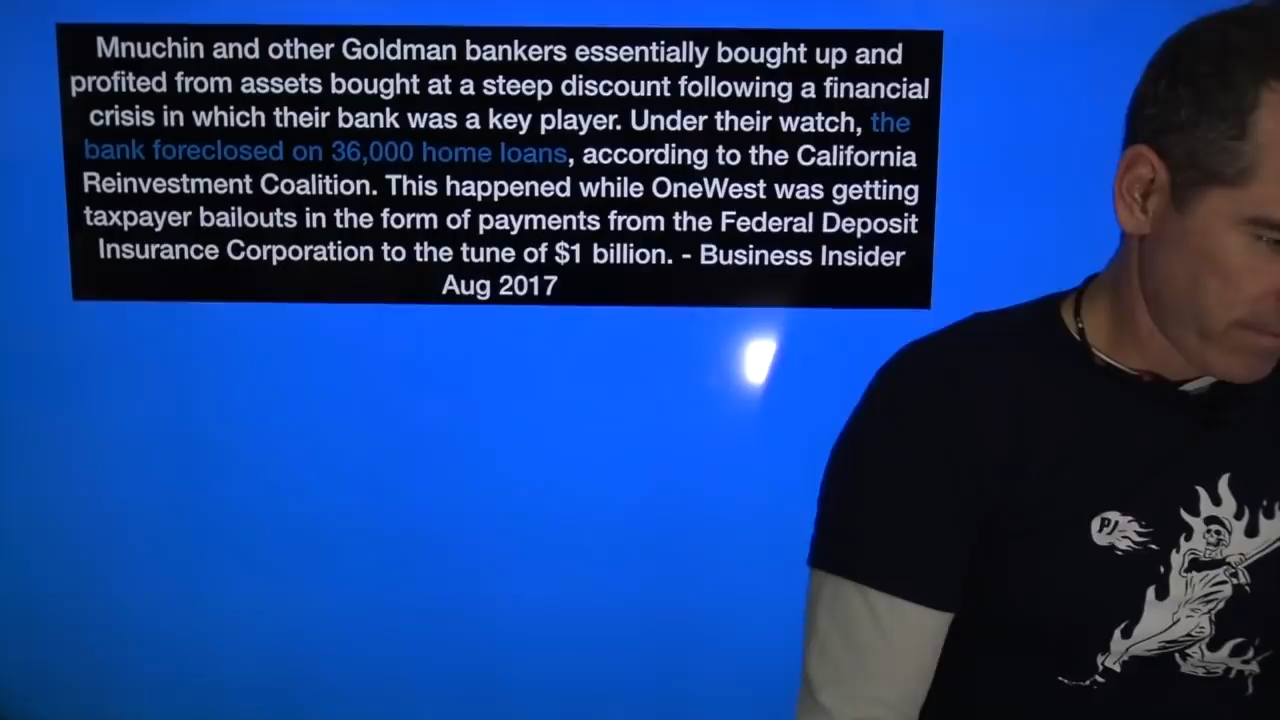 Mnuchin and other Goldman bankers essentially bought up and
profited from assets bought at a steep discount following a financial
crisis in which their bank was a key player. Under their watch, the
bank foreclosed on 36,000 home loans, according to the California
Reinvestment Coalition. This happened while OneWest was getting
taxpayer bailouts in the form of payments from the Federal Deposit
Insurance Corporation to the tune of $1 billion. - Business Insider
Aug 2017
PJ